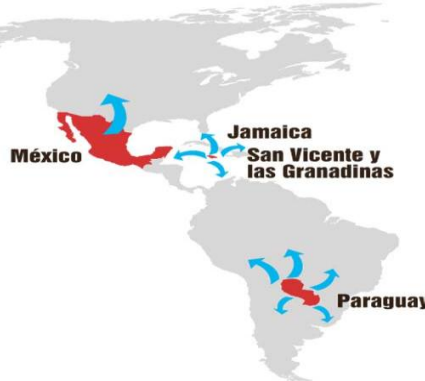 Jamaica
México
San Vicente y
las Granadinas
Paraguay